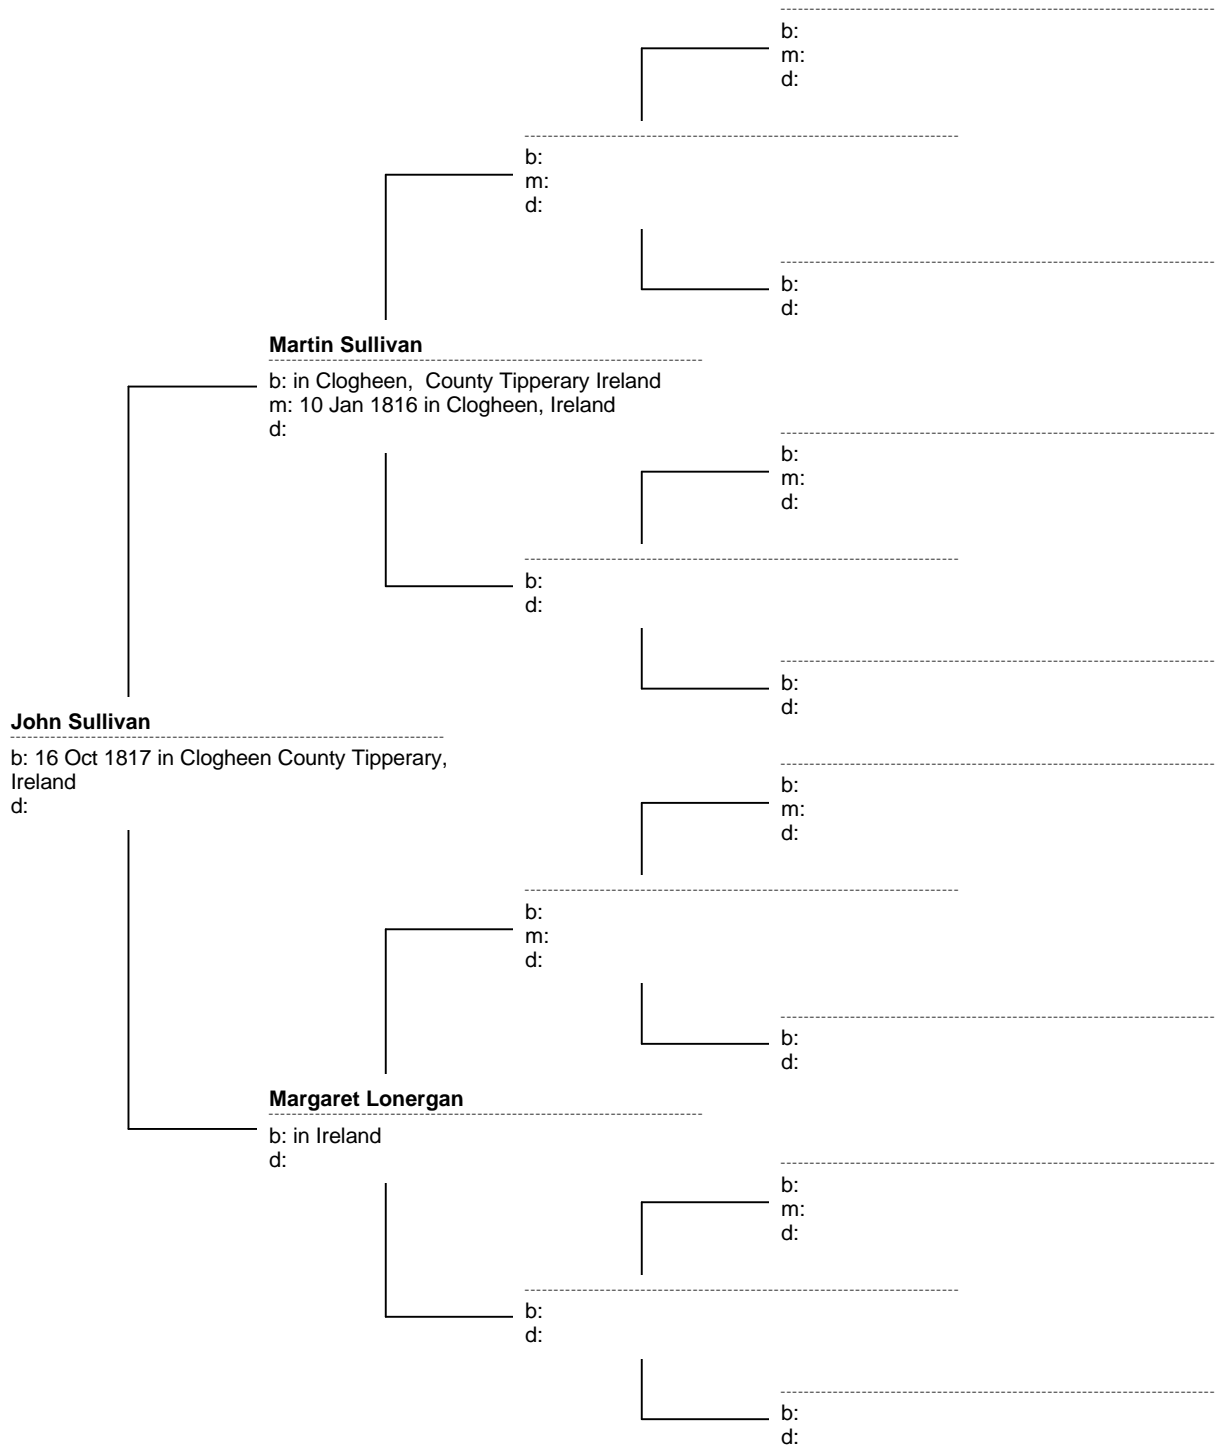 b:
m:
d:
b:
m:
d:
b:
d:
Martin Sullivan
b: in Clogheen,  County Tipperary Ireland
m: 10 Jan 1816 in Clogheen, Ireland
d:
b:
m:
d:
b:
d:
b:
d:
John Sullivan
b: 16 Oct 1817 in Clogheen County Tipperary,
Ireland
d:
b:
m:
d:
b:
m:
d:
b:
d:
Margaret Lonergan
b: in Ireland
d:
b:
m:
d:
b:
d:
b:
d: